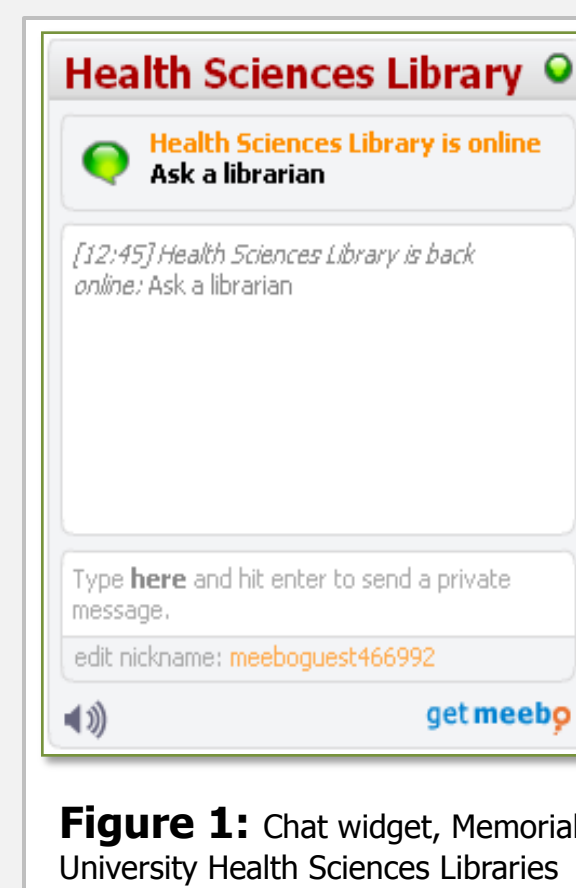 Health Sciences Library
Health Sciences Library is online
Ask a librarian
[12:45] Health Sciences Library is back
online: Ask a librarian
Type here and hit enter to send a private
message.
edit nickname: meeboguest466992
get meebo
Figure 1: Chat widget, Memorial
University Health Sciences Libraries